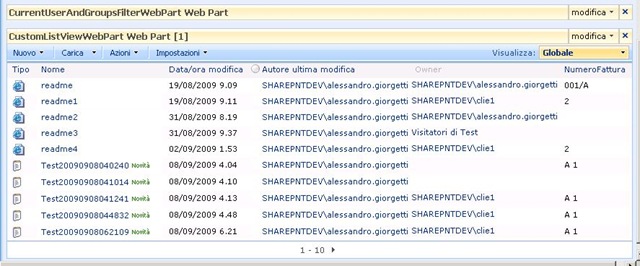 CurrentUserAndGroupsFilterWebPart Web Part modifica
CustomListViewWebPart Web Part [1] modifica
Nuovo Carica Azioni Impostazioni Visualizza: Globale
Tipo Nome Data/ora modifica Autore ultima modifica Owner NumeroFattura
readme 19/08/2009 9.09 SHAREPNTDEV\alessandro.giorgetti SHAREPNTDEV\alessandro.giorgetti 001/A
readme1 19/08/2009 9.11 SHAREPNTDEV\alessandro.giorgetti SHAREPNTDEV\clie1 2
readme2 31/08/2009 8.19 SHAREPNTDEV\alessandro.giorgetti SHAREPNTDEV\alessandro.giorgetti
readme3 31/08/2009 9.37 SHAREPNTDEV\alessandro.giorgetti Visitatori di Test
readme4 02/09/2009 1.53 SHAREPNTDEV\alessandro.giorgetti SHAREPNTDEV\clie1 2
Test20090908040240 Novità 08/09/2009 4.04 SHAREPNTDEV\alessandro.giorgetti A 1
Test20090908041014 Novità 08/09/2009 4.10 SHAREPNTDEV\alessandro.giorgetti
Test20090908041241 Novità 08/09/2009 4.13 SHAREPNTDEV\alessandro.giorgetti SHAREPNTDEV\clie1 A 1
Test20090908044832 Novità 08/09/2009 4.48 SHAREPNTDEV\alessandro.giorgetti SHAREPNTDEV\clie1 A 1
Test20090908062109 Novità 08/09/2009 6.21 SHAREPNTDEV\alessandro.giorgetti SHAREPNTDEV\clie1 A 1
1 - 10